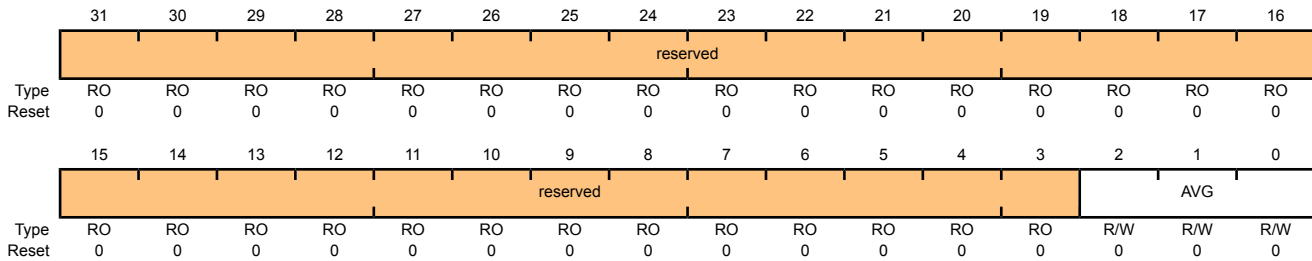 31 30 29 28 27 26 25 24 23 22 21 20 19 18 17 16
reserved
Type RO RO RO RO RO RO RO RO RO RO RO RO RO RO RO RO
Reset 0 0 0 0 0 0 0 0 0 0 0 0 0 0 0 0
15 14 13 12 11 10 9 8 7 6 5 4 3 2 1 0
reserved AVG
Type RO RO RO RO RO RO RO RO RO RO RO RO RO R/W R/W R/W
Reset 0 0 0 0 0 0 0 0 0 0 0 0 0 0 0 0